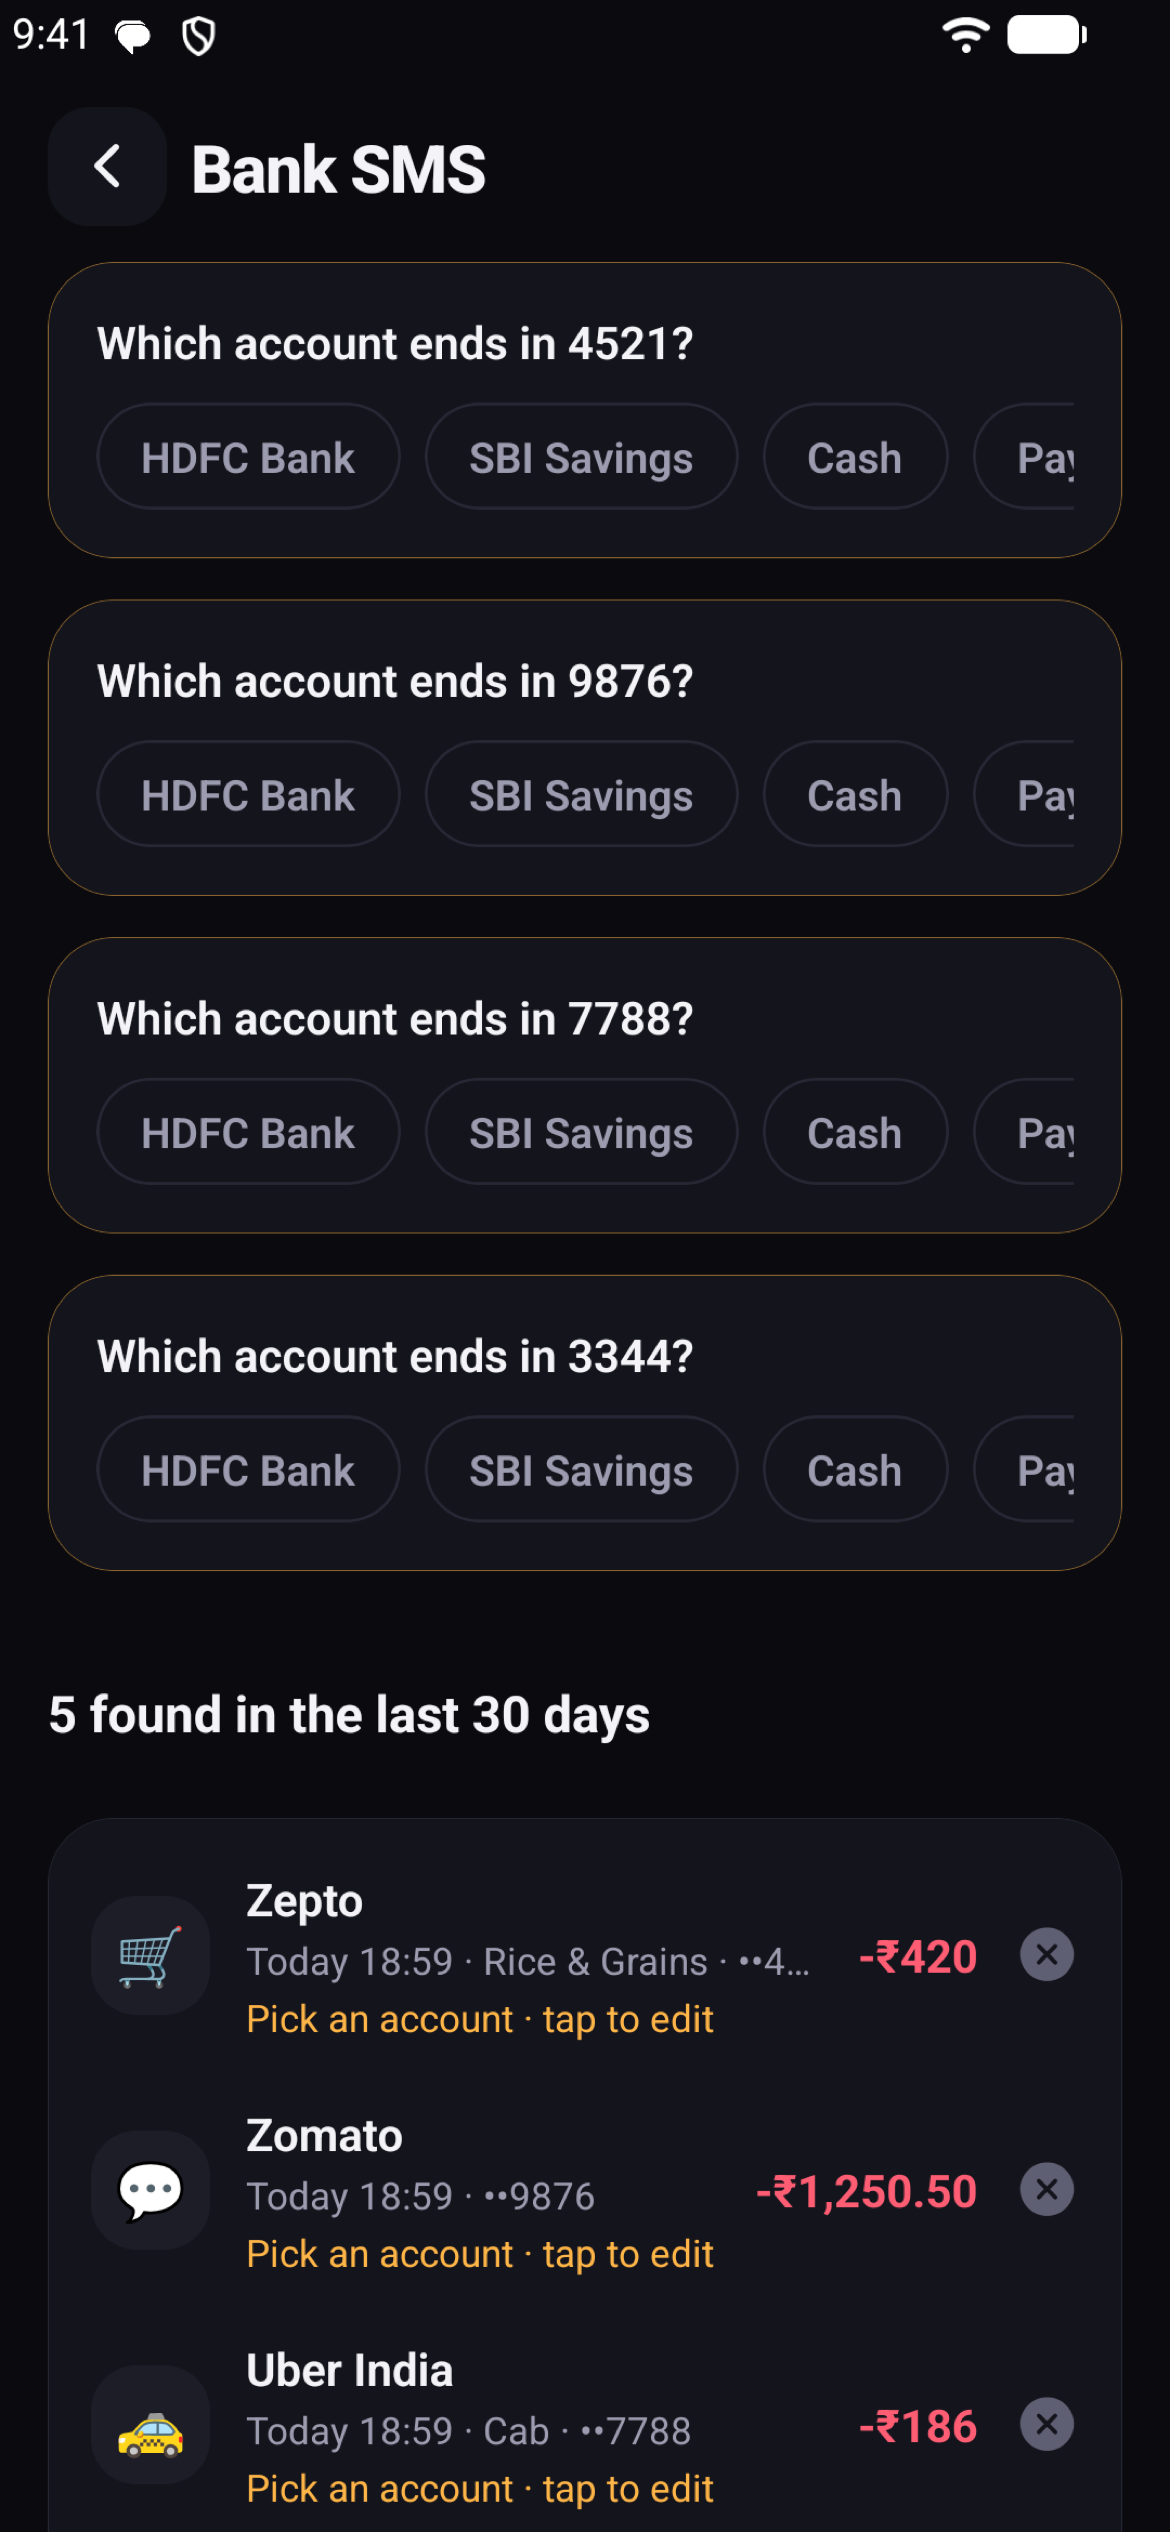 9:41
Bank SMS
Which account ends in 4521?
HDFC Bank SBI Savings Cash Pay
Which account ends in 9876?
HDFC Bank SBI Savings Cash Pay
Which account ends in 7788?
HDFC Bank SBI Savings Cash Pay
Which account ends in 3344?
HDFC Bank SBI Savings Cash Pay
5 found in the last 30 days
Zepto
Today 18:59 · Rice & Grains · ••4... -₹420
Pick an account · tap to edit
Zomato
Today 18:59 · ••9876 -₹1,250.50
Pick an account · tap to edit
Uber India
Today 18:59 · Cab · ••7788 -₹186
Pick an account · tap to edit